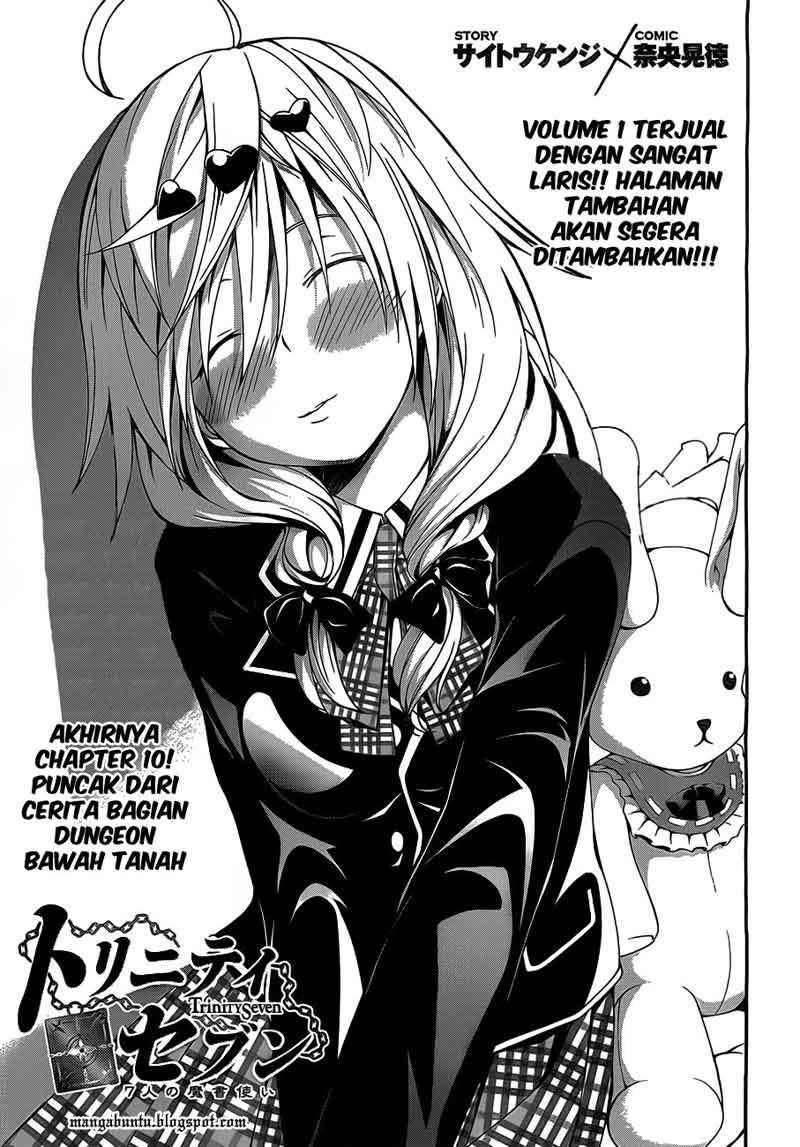 STORY
サイトウケンジ
×
COMIC
奈央晃徳
VOLUME 1 TERJUAL
DENGAN SANGAT
LARIS!! HALAMAN
TAMBAHAN
AKAN SEGERA
DITAMBAHKAN!!!
AKHIRNYA
CHAPTER 10!
PUNCAK DARI
CERITA BAGIAN
DUNGEON
BAWAH TANAH
トリニティ
Trinity Seven
セブン
7人の魔書使い
mangabuntu.blogspot.com